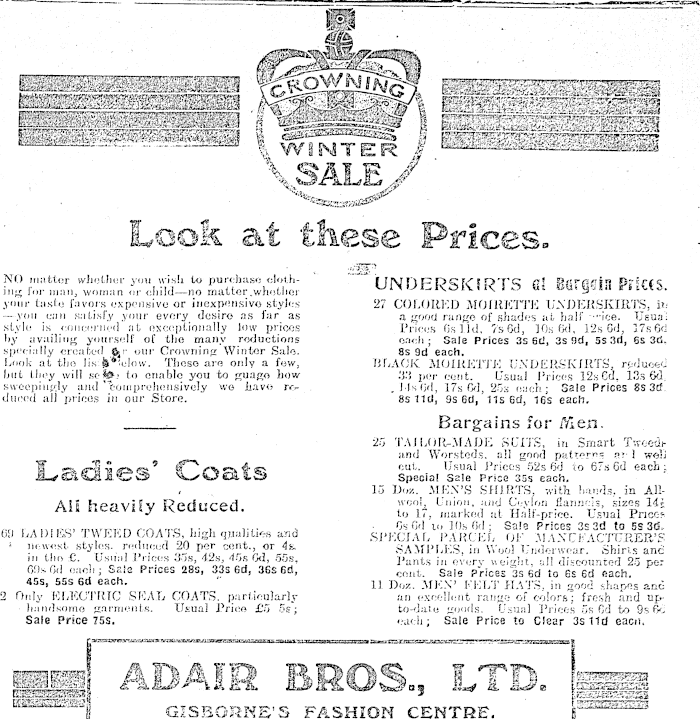 CROWNING
WINTER
SALE
Look at these Prices.
NO matter whether you wish to purchase cloth-
ing for man, woman or child—no matter whether
your taste favors expensive or inexpensive styles
—you can satisfy your every desire as far as
style is concerned at exceptionally low prices
by availing yourself of the many reductions
specially created our Crowning Winter Sale.
Look at the These are only a few,
but they will to enable you to guage how
sweepingly and comprehensively we have re-
duced all prices in our Store.
Ladies' Coats
All heavily Reduced.
69 LADIES' TWEED COATS, high qualities and
newest styles, reduced 20 per cent., or 4s.
in the £. Usual Prices 35s, 42s, 45s 6d, 55s,
69s 6d each; Sale Prices 28s, 33s 6d, 36s 6d,
45s, 55s 6d each.
2 Only ELECTRIC SEAL COATS, particularly
handsome garments. Usual Price £5 5s;
Sale Price 75s.
UNDERSKIRTS at Bargain Prices.
27 COLORED MOIRETTE UNDERSKIRTS, in
a good range of shades at half Usual
Prices 6s 11d, 7s 6d, 10s 6d, 12s 6d, 17s 6d
each; Sale Prices 3s 6d, 3s 9d, 5s 3d, 6s 3d.
8s 9d each.
BLACK MOIRETTE UNDERSKIRTS, reduced
33 per cent. Usual Prices 12s 6d, 13s 6d,
14s 6d, 17s 6d, 25s each; Sale Prices 8s 3d
8s 11d, 9s 6d, 11s 6d, 16s each.
Bargains for Men.
25 TAILOR-MADE SUITS, in Smart Tweeds
and Worsteds, all good patterns and well
cut. Usual Prices 52s 6d to 67s 6d each;
Special Sale Price 35s each.
15 Doz. MEN'S SHIRTS, with bands, in All-
wool, Union, and Ceylon flannels, sizes 14½
to 17, marked at Half-price. Usual Prices
6s 6d to 10s 6d; Sale Prices 3s 3d to 5s 3d.
SPECIAL PARCEL OF MANUFACTURER'S
SAMPLES, in Wool Underwear. Shirts and
Pants in every weight, all discounted 25 per
cent. Sale Prices 3s 6d to 6s 6d each.
11 Doz. MEN' FELT HATS, in good shapes and
an excellent range of colors; fresh and up-
to-date goods. Usual Prices 5s 6d to 9s 6d
each; Sale Price to Clear 3s 11d each.
ADAIR BROS., LTD.
GISBORNE'S FASHION CENTRE.